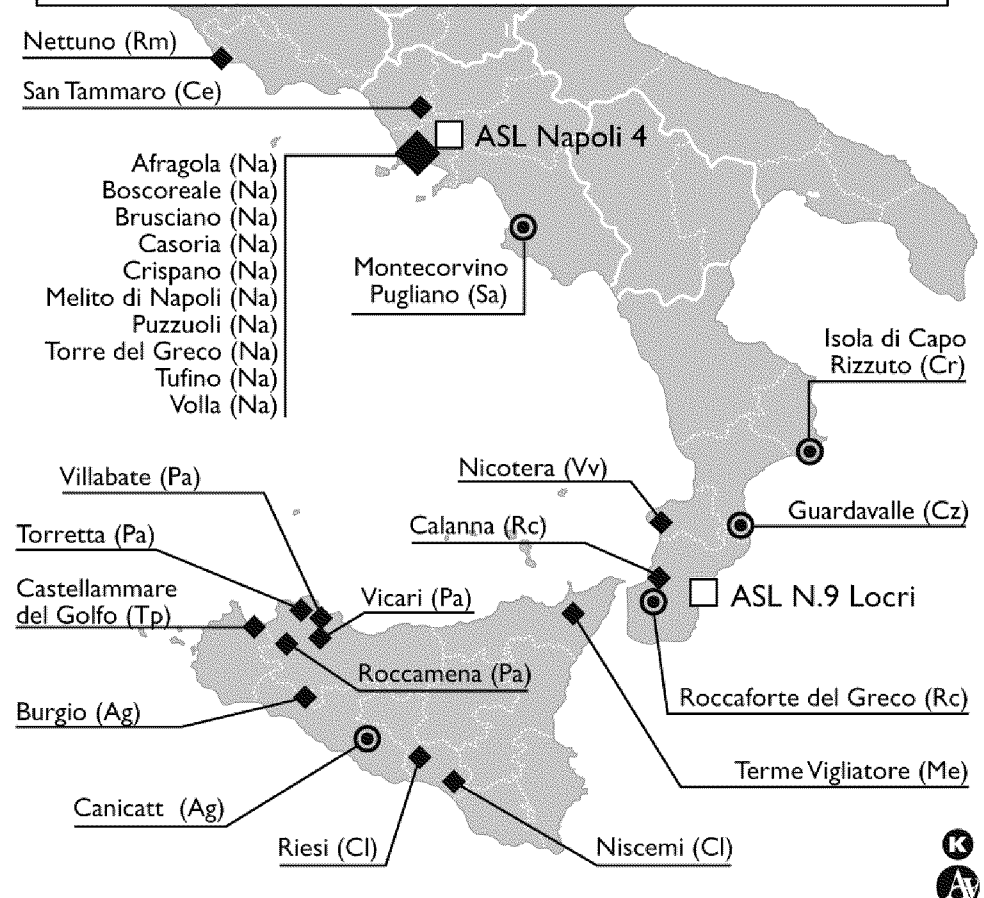 Nettuno (Rm)
San Tammaro (Ce)
ASL Napoli 4
Afragola (Na)
Boscoreale (Na)
Brusciano (Na)
Casoria (Na)
Crispano (Na)
Melito di Napoli (Na)
Puzzuoli (Na)
Torre del Greco (Na)
Tufino (Na)
Volla (Na)
Montecorvino
Pugliano (Sa)
Isola di Capo
Rizzuto (Cr)
Villabate (Pa)
Nicotera (Vv)
Guardavalle (Cz)
Torretta (Pa)
Calanna (Rc)
Castellammare
del Golfo (Tp)
Vicari (Pa)
ASL N.9 Locri
Roccamena (Pa)
Roccaforte del Greco (Rc)
Burgio (Ag)
Terme Vigliatore (Me)
Canicatt (Ag)
Riesi (Cl)
Niscemi (Cl)
K
Av